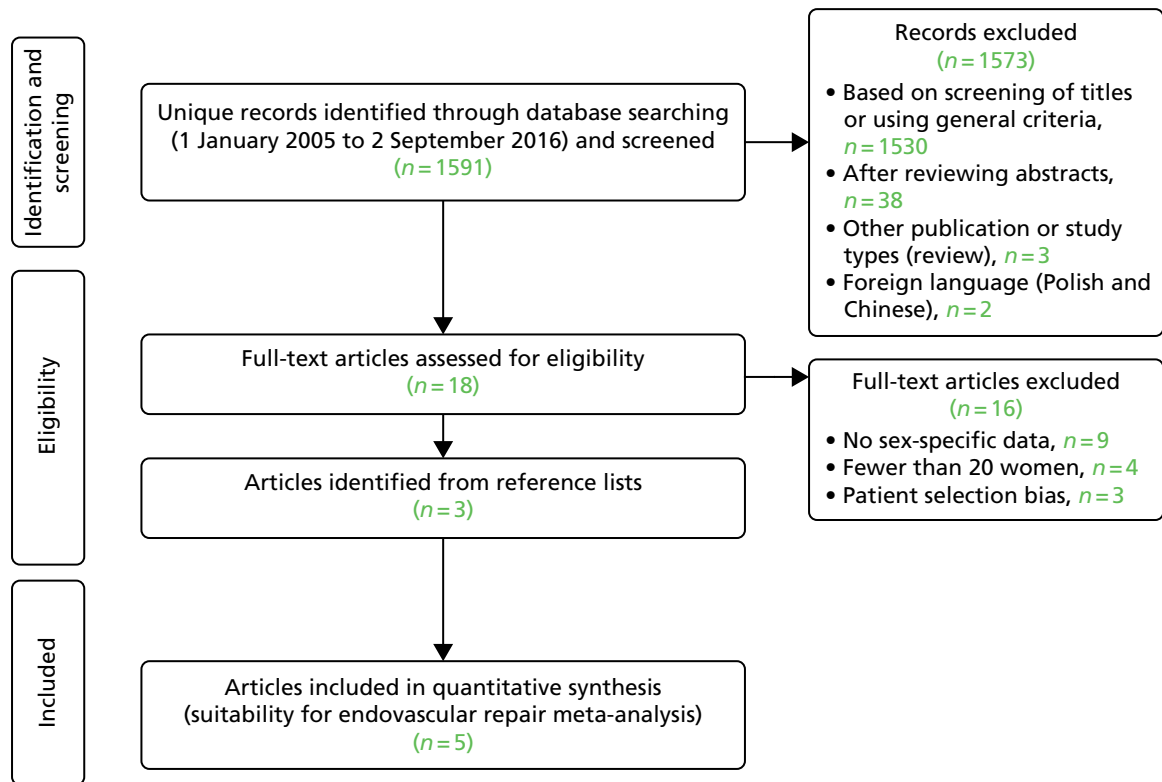 Identification and
screening
Unique records identified through database searching
(1 January 2005 to 2 September 2016) and screened
(n = 1591)
Records excluded
(n = 1573)
• Based on screening of titles
or using general criteria,
n = 1530
• After reviewing abstracts,
n = 38
• Other publication or study
types (review), n = 3
• Foreign language (Polish and
Chinese), n = 2
Eligibility
Full-text articles assessed for eligibility
(n = 18)
Full-text articles excluded
(n = 16)
• No sex-specific data, n = 9
• Fewer than 20 women, n = 4
• Patient selection bias, n = 3
Articles identified from reference lists
(n = 3)
Included
Articles included in quantitative synthesis
(suitability for endovascular repair meta-analysis)
(n = 5)